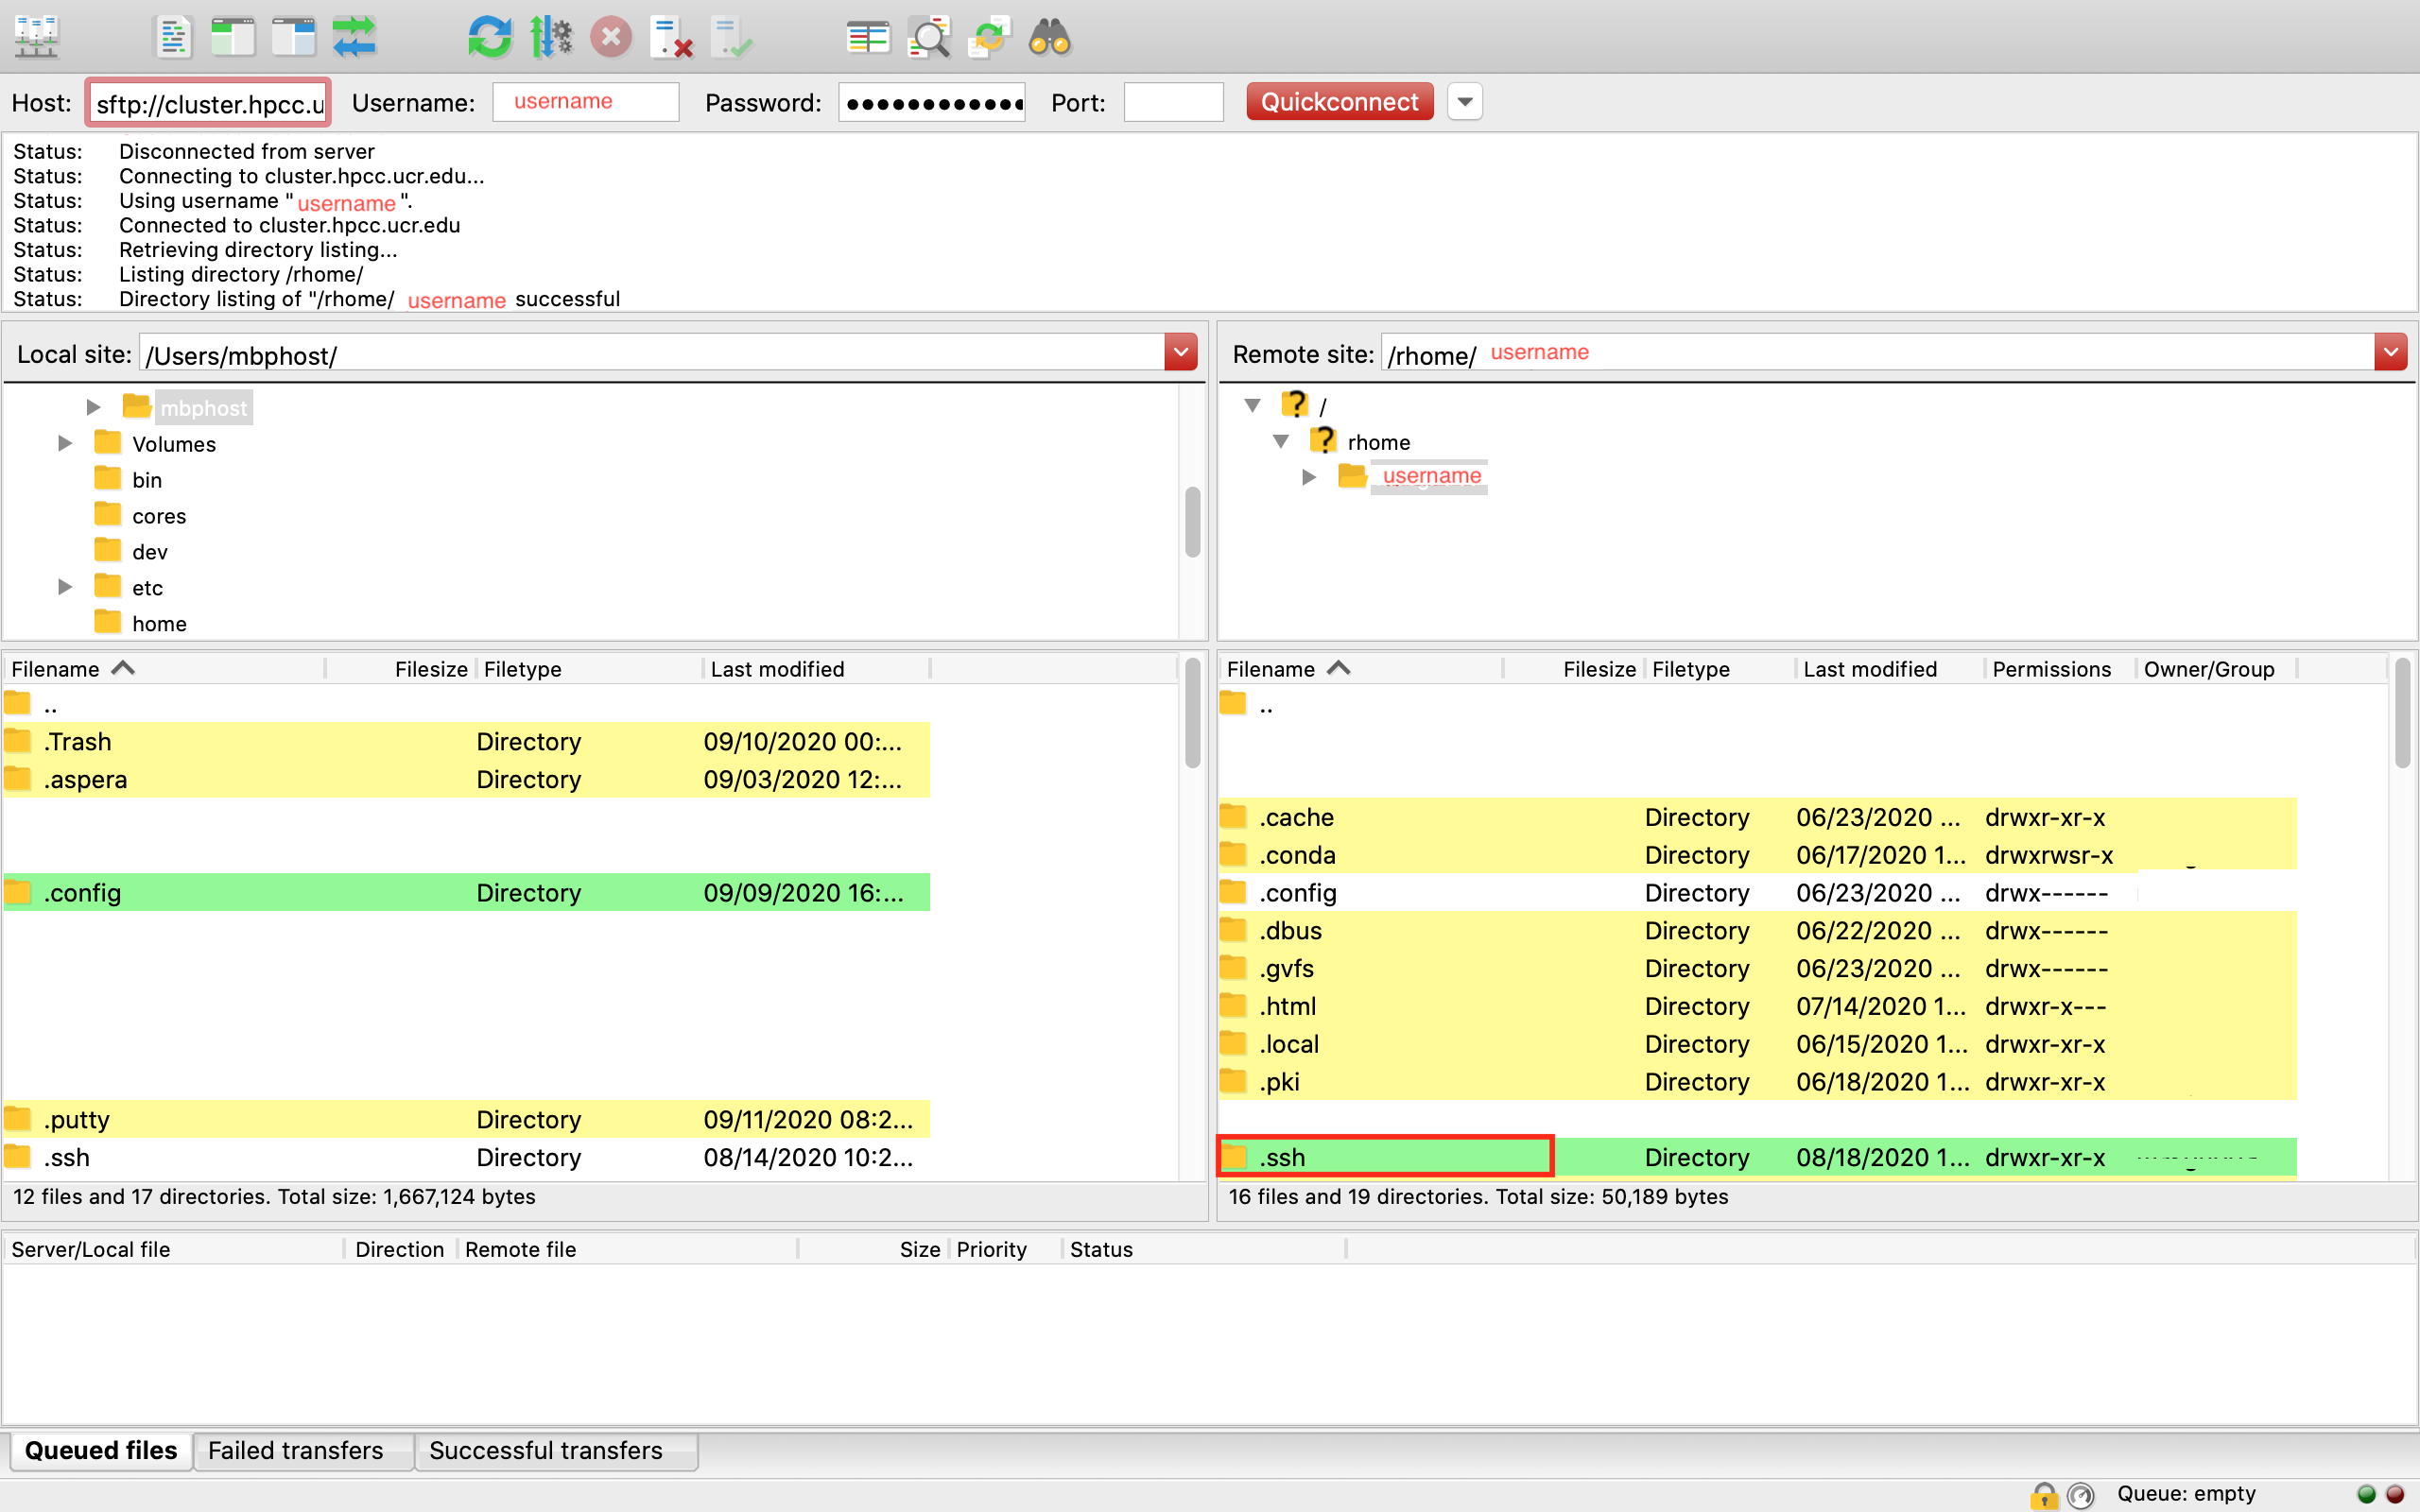 Host: sftp://cluster.hpcc.u Username: username Password: ●●●●●●●●●●●● Port: Quickconnect
Status: Disconnected from server
Status: Connecting to cluster.hpcc.ucr.edu...
Status: Using username "username".
Status: Connected to cluster.hpcc.ucr.edu
Status: Retrieving directory listing...
Status: Listing directory /rhome/
Status: Directory listing of "/rhome/ username successful
Local site: /Users/mbphost/
mbphost
Volumes
bin
cores
dev
etc
home
Remote site: /rhome/ username
? /
? rhome
username
Filename Filesize Filetype Last modified
..
.Trash Directory 09/10/2020 00:...
.aspera Directory 09/03/2020 12:...
.config Directory 09/09/2020 16:...
.putty Directory 09/11/2020 08:2...
.ssh Directory 08/14/2020 10:2...
12 files and 17 directories. Total size: 1,667,124 bytes
Filename Filesize Filetype Last modified Permissions Owner/Group
..
.cache Directory 06/23/2020 ... drwxr-xr-x
.conda Directory 06/17/2020 1... drwxrwsr-x
.config Directory 06/23/2020 ... drwx------
.dbus Directory 06/22/2020 ... drwx------
.gvfs Directory 06/23/2020 ... drwx------
.html Directory 07/14/2020 1... drwxr-x---
.local Directory 06/15/2020 1... drwxr-xr-x
.pki Directory 06/18/2020 1... drwxr-xr-x
.ssh Directory 08/18/2020 1... drwxr-xr-x
16 files and 19 directories. Total size: 50,189 bytes
Server/Local file Direction Remote file Size Priority Status
Queued files Failed transfers Successful transfers
Queue: empty